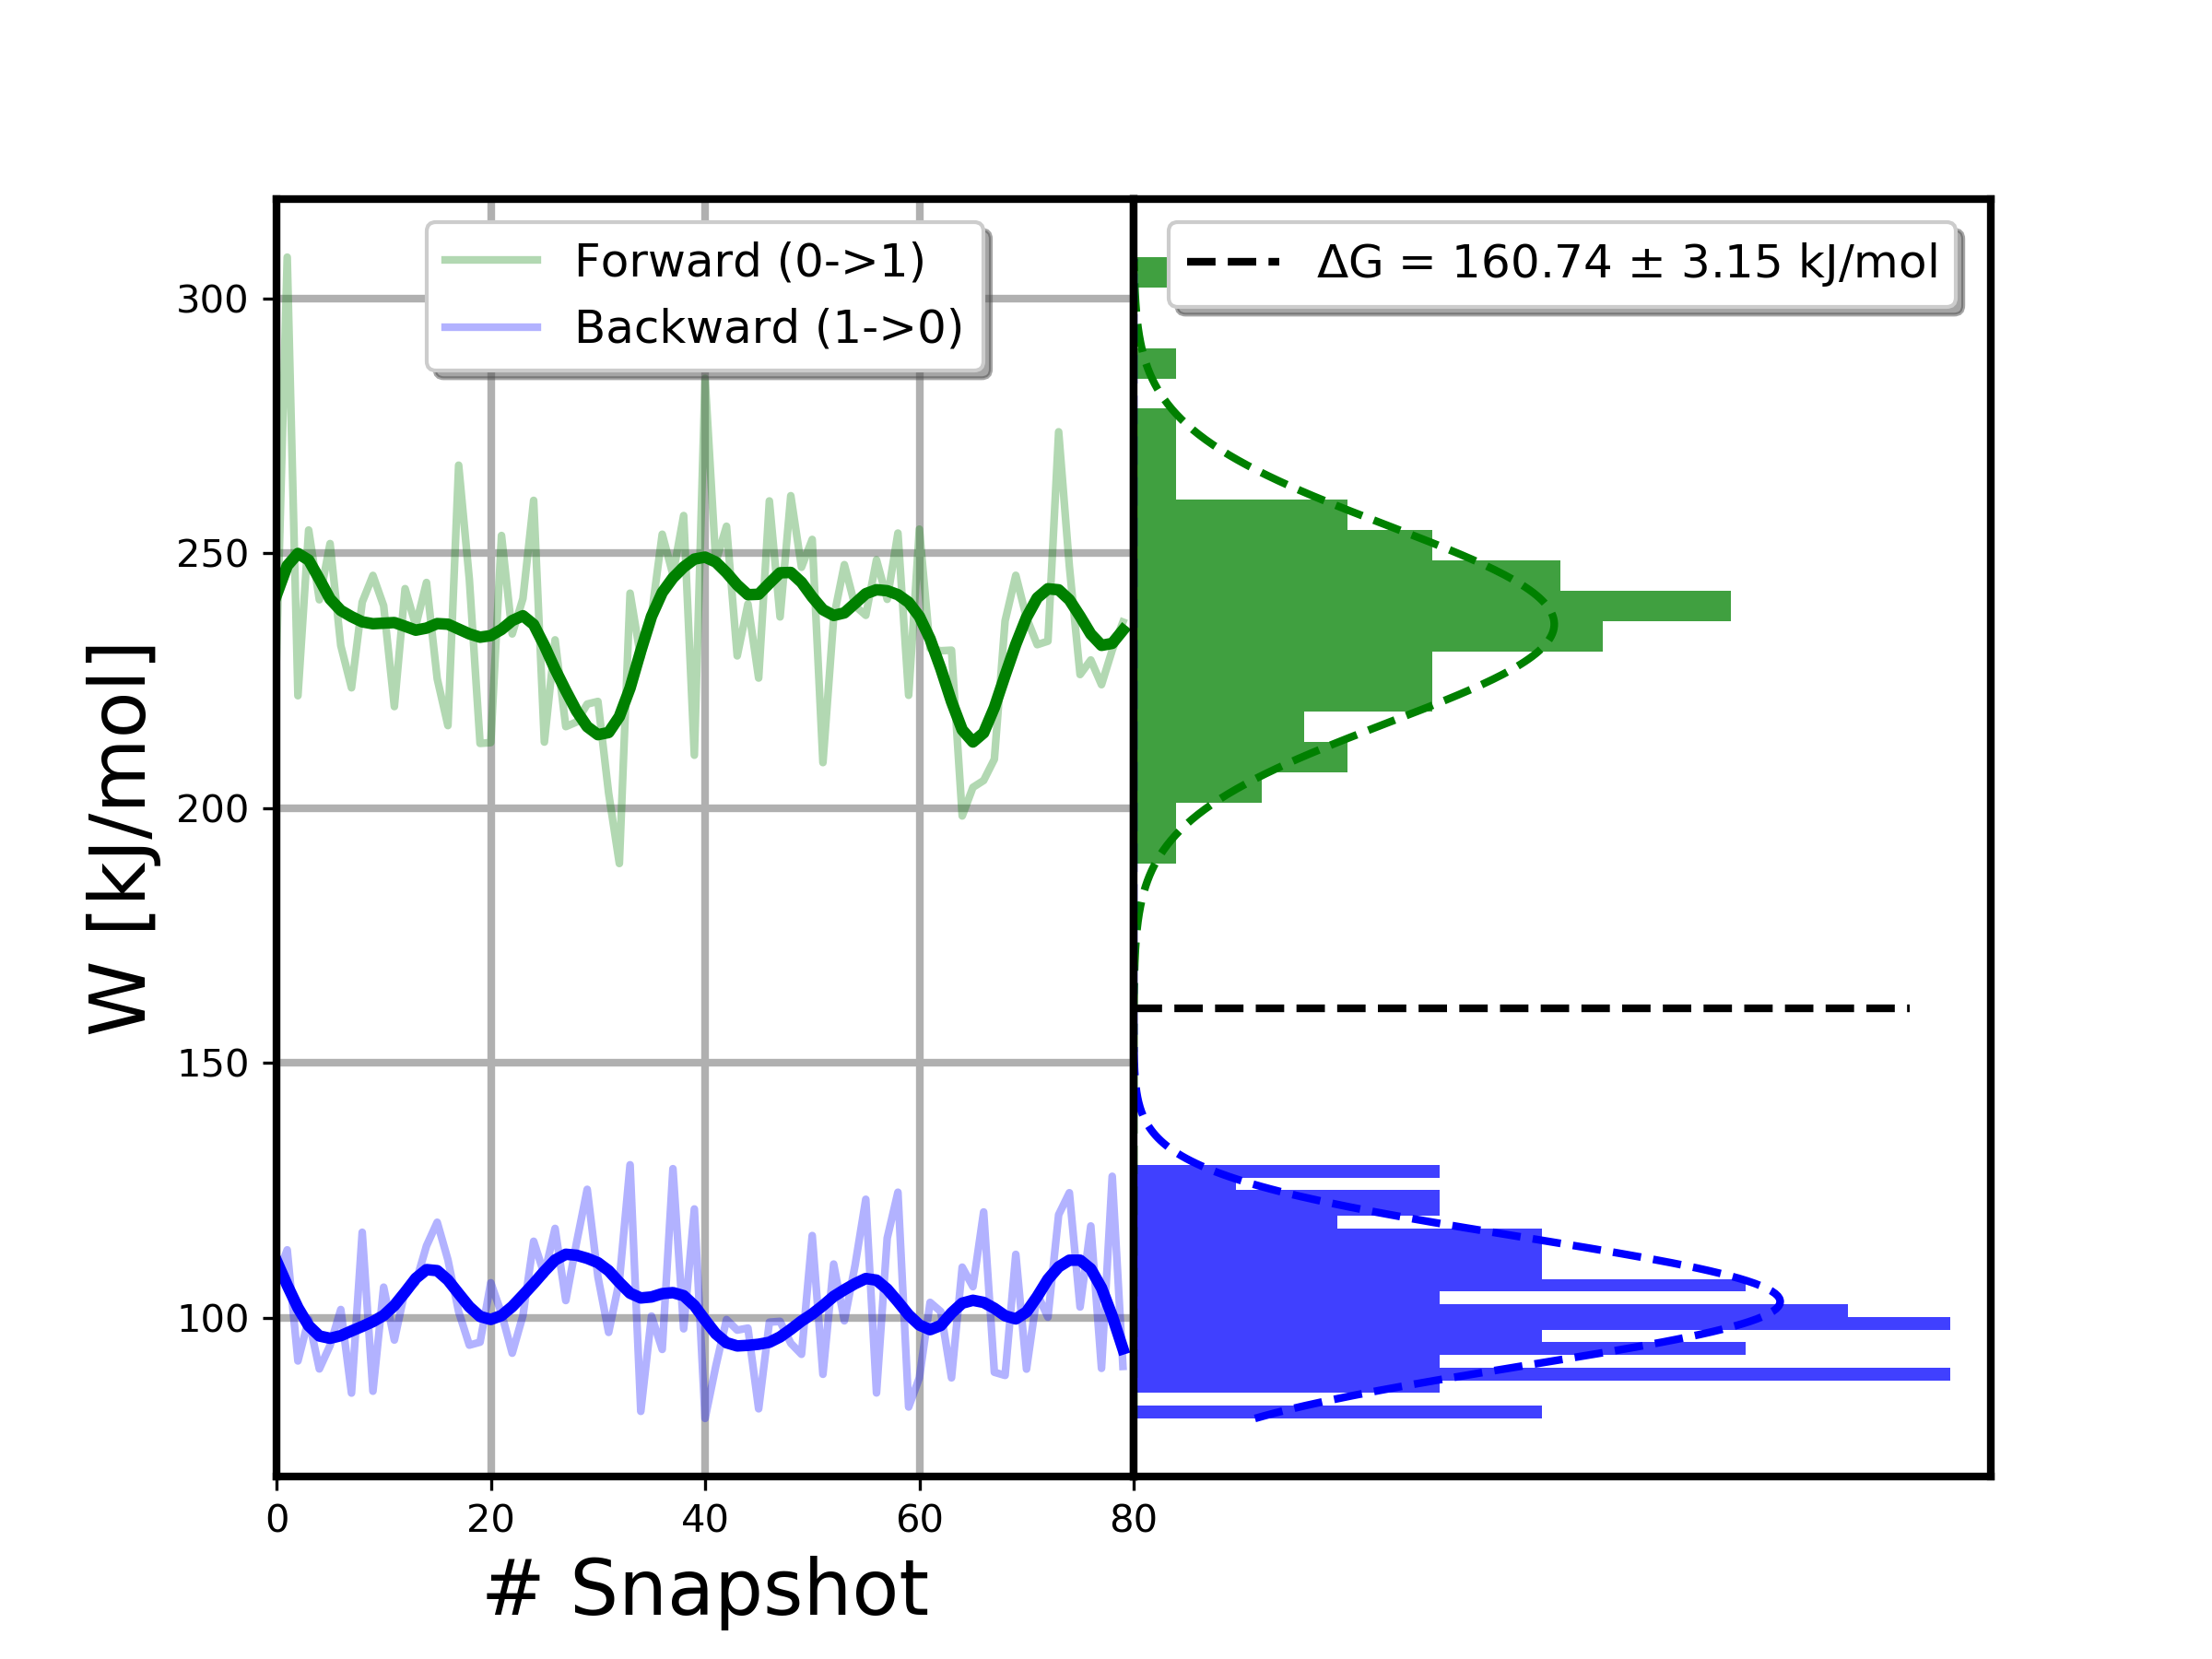 Forward (0->1)
Backward (1->0)
ΔG = 160.74 ± 3.15 kJ/mol
W [kJ/mol]
300
250
200
150
100
0 20 40 60 80
# Snapshot